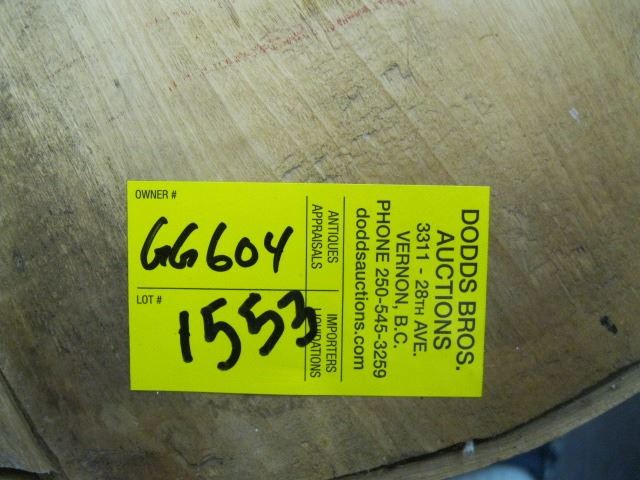 DODDS BROS.
AUCTIONS
3311 - 28TH AVE.
VERNON, B.C.
PHONE 250-545-3259
doddsauctions.com
ANTIQUES IMPORTERS
APPRAISALS LIQUIDATIONS
OWNER #
GG604
LOT #
1553